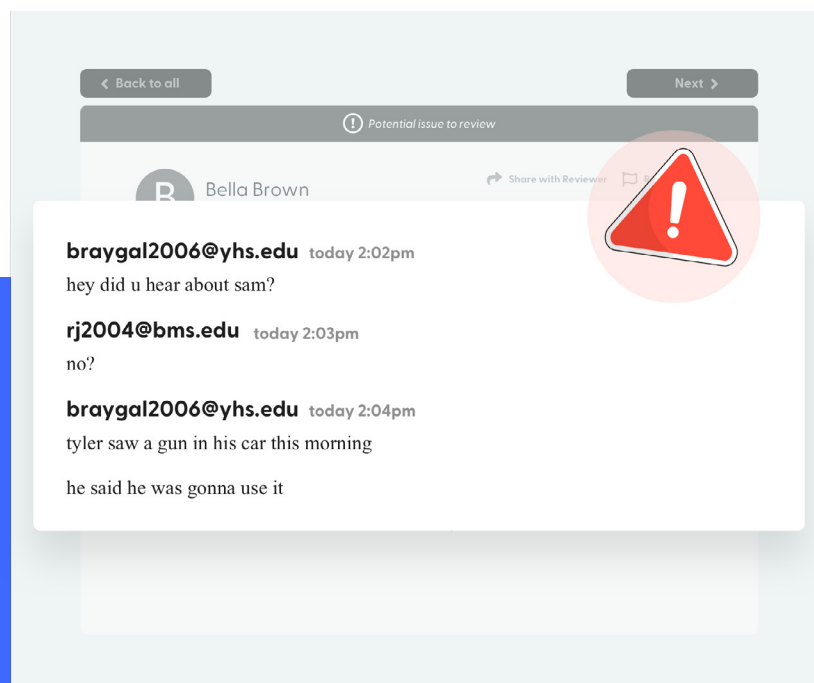 Back to all
Next
Potential issue to review
B
Bella Brown
Share with Reviewer
braygal2006@yhs.edu today 2:02pm
hey did u hear about sam?
rj2004@bms.edu today 2:03pm
no?
braygal2006@yhs.edu today 2:04pm
tyler saw a gun in his car this morning
he said he was gonna use it